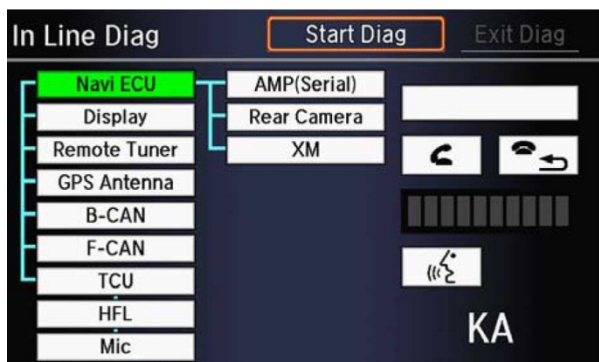 In Line Diag
Start Diag
Exit Diag
Navi ECU
Display
Remote Tuner
GPS Antenna
B-CAN
F-CAN
TCU
HFL
Mic
AMP(Serial)
Rear Camera
XM
KA